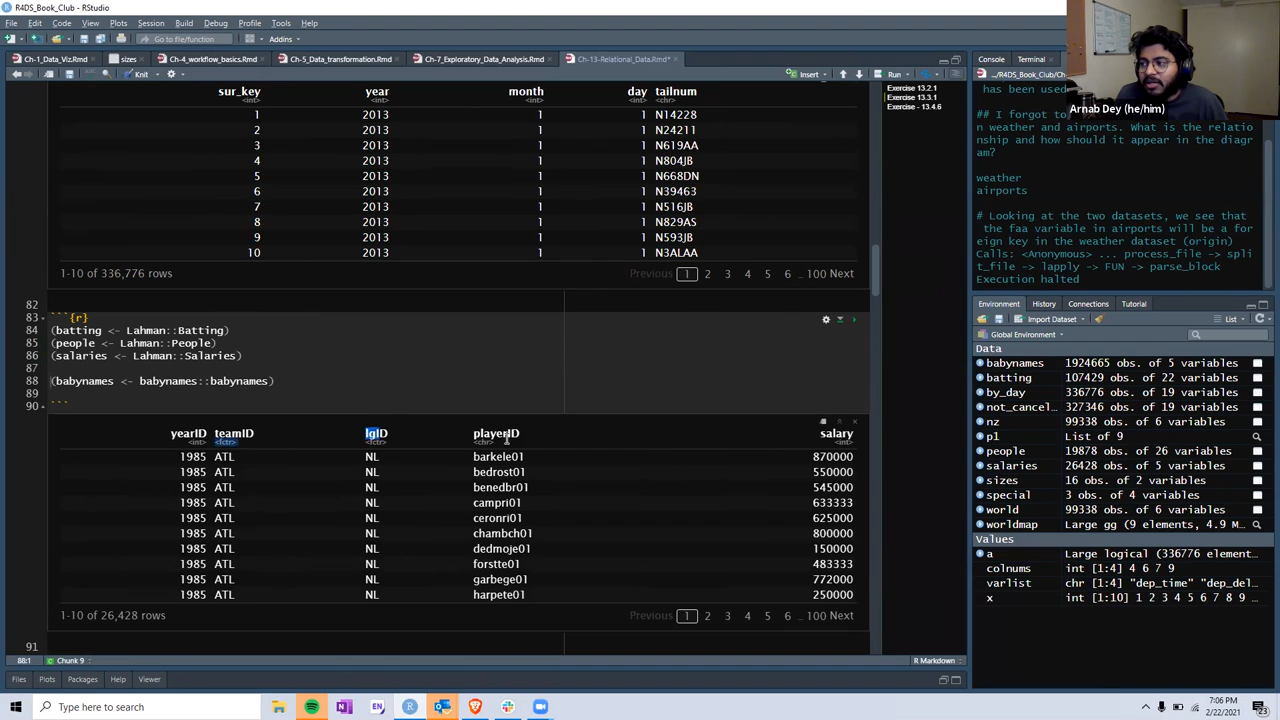 R4DS_Book_Club - RStudio
File Edit Code View Plots Session Build Debug Profile Tools Help
Go to file/function Addins
Ch-1_Data_Viz.Rmd sizes Ch-4_workflow_basics.Rmd Ch-5_Data_transformation.Rmd Ch-7_Exploratory_Data_Analysis.Rmd Ch-13-Relational_Data.Rmd*
Knit Insert Run
sur_key year month day tailnum
<int> <int> <int> <int> <chr>
1 2013 1 1 N14228
2 2013 1 1 N24211
3 2013 1 1 N619AA
4 2013 1 1 N804JB
5 2013 1 1 N668DN
6 2013 1 1 N39463
7 2013 1 1 N516JB
8 2013 1 1 N829AS
9 2013 1 1 N593JB
10 2013 1 1 N3ALAA
1-10 of 336,776 rows Previous 1 2 3 4 5 6 ... 100 Next
82
83 ```{r}
84 (batting <- Lahman::Batting)
85 (people <- Lahman::People)
86 (salaries <- Lahman::Salaries)
87
88 (babynames <- babynames::babynames)
89
90 ```
yearID teamID lgID playerID salary
<int> <fctr> <fctr> <chr> <int>
1985 ATL NL barkele01 870000
1985 ATL NL bedrost01 550000
1985 ATL NL benedbr01 545000
1985 ATL NL campri01 633333
1985 ATL NL ceronri01 625000
1985 ATL NL chambch01 800000
1985 ATL NL dedmoje01 150000
1985 ATL NL forstte01 483333
1985 ATL NL garbege01 772000
1985 ATL NL harpete01 250000
1-10 of 26,428 rows Previous 1 2 3 4 5 6 ... 100 Next
91
88:1 Chunk 9 R Markdown
Files Plots Packages Help Viewer
Exercise 13.2.1
Exercise 13.3.1
Exercise - 13.4.6
Console Terminal
.../R4DS_Book_Club/Ch
has been used
Arnab Dey (he/him)
## I forgot to
n weather and airports. What is the relatio
nship and how should it appear in the diagr
am?
weather
airports
# Looking at the two datasets, we see that
the faa variable in airports will be a for
eign key in the weather dataset (origin)
Calls: <Anonymous> ... process_file -> spli
t_file -> lapply -> FUN -> parse_block
Execution halted
Environment History Connections Tutorial
Import Dataset List
Global Environment
Data
babynames 1924665 obs. of 5 variables
batting 107429 obs. of 22 variables
by_day 336776 obs. of 19 variables
not_cancel... 327346 obs. of 19 variables
nz 99338 obs. of 6 variables
p1 List of 9
people 19878 obs. of 26 variables
salaries 26428 obs. of 5 variables
sizes 16 obs. of 2 variables
special 3 obs. of 4 variables
world 99338 obs. of 6 variables
worldmap Large gg (9 elements, 4.9 M...
Values
a Large logical (336776 element...
colnums int [1:4] 4 6 7 9
varlist chr [1:4] "dep_time" "dep_del...
x int [1:10] 1 2 3 4 5 6 7 8 9 ...
Type here to search
7:06 PM
2/22/2021
23